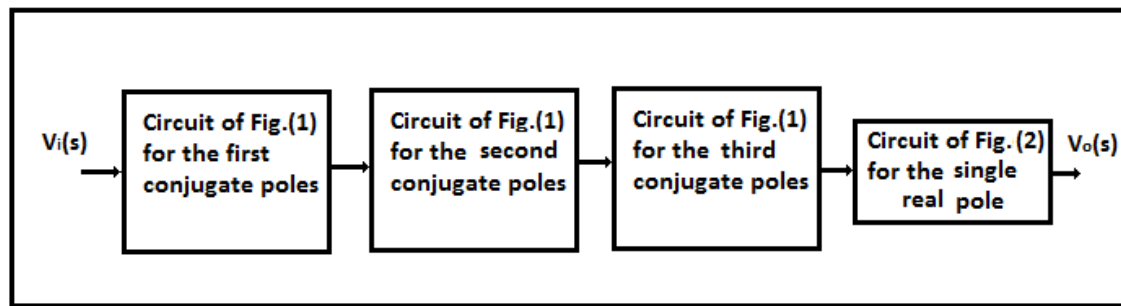 Vi(s)
Circuit of Fig.(1)
for the first
conjugate poles
Circuit of Fig.(1)
for the second
conjugate poles
Circuit of Fig.(1)
for the third
conjugate poles
Circuit of Fig.(2)
for the single
real pole
Vo(s)